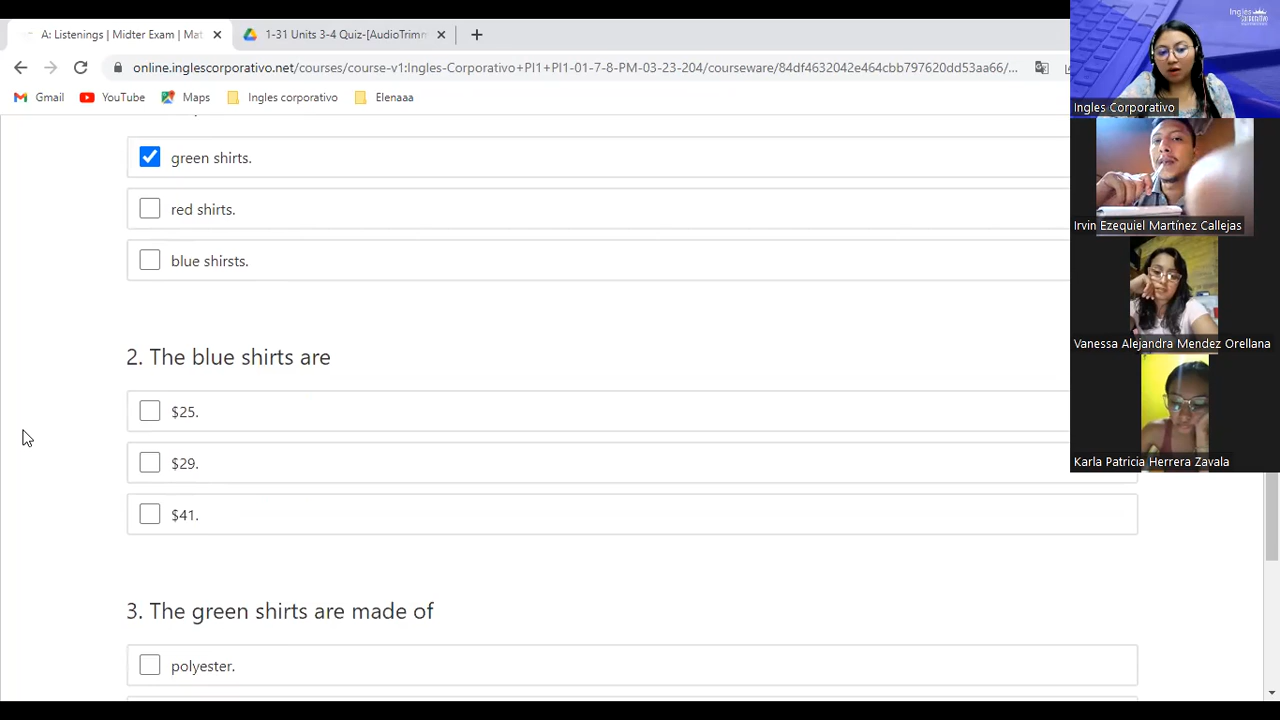 A: Listenings | Midter Exam | Mat
1-31 Units 3-4 Quiz-[AudioTrimm
online.inglescorporativo.net/courses/course-v1:Ingles-Corporativo+PI1+PI1-01-7-8-PM-03-23-204/courseware/84df4632042e464cbb797620dd53aa66/...
Gmail
YouTube
Maps
Ingles corporativo
Elenaaa
green shirts.
red shirts.
blue shirsts.
2. The blue shirts are
$25.
$29.
$41.
3. The green shirts are made of
polyester.
Ingles
Ingles Corporativo
Irvin Ezequiel Martínez Callejas
Vanessa Alejandra Mendez Orellana
Karla Patricia Herrera Zavala